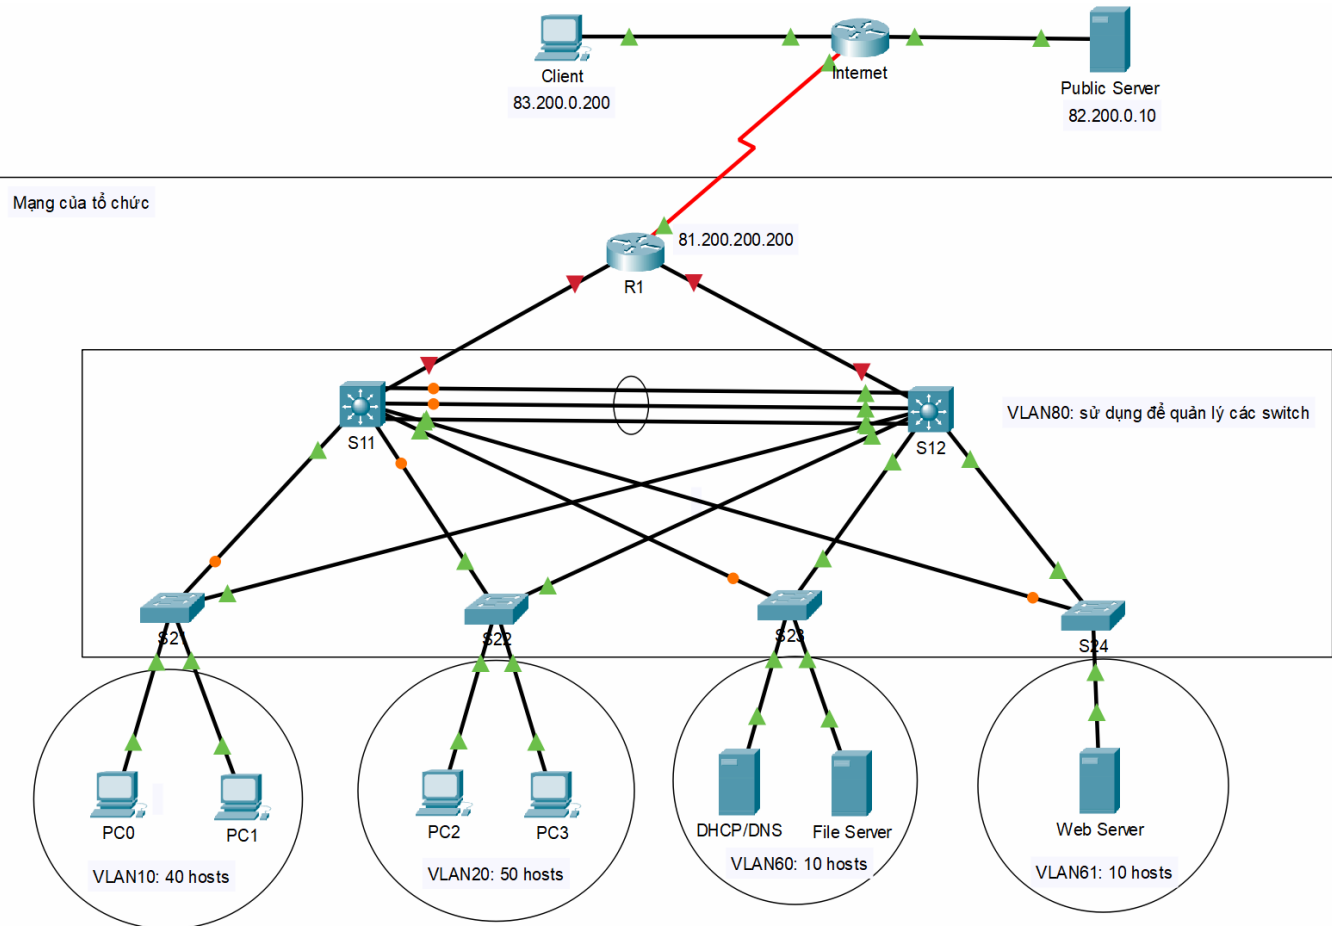 Client
83.200.0.200
Internet
Public Server
82.200.0.10
Mạng của tổ chức
81.200.200.200
R1
VLAN80: sử dụng để quản lý các switch
S11
S12
S21
S22
S23
S24
PC0
PC1
VLAN10: 40 hosts
PC2
PC3
VLAN20: 50 hosts
DHCP/DNS
File Server
VLAN60: 10 hosts
Web Server
VLAN61: 10 hosts